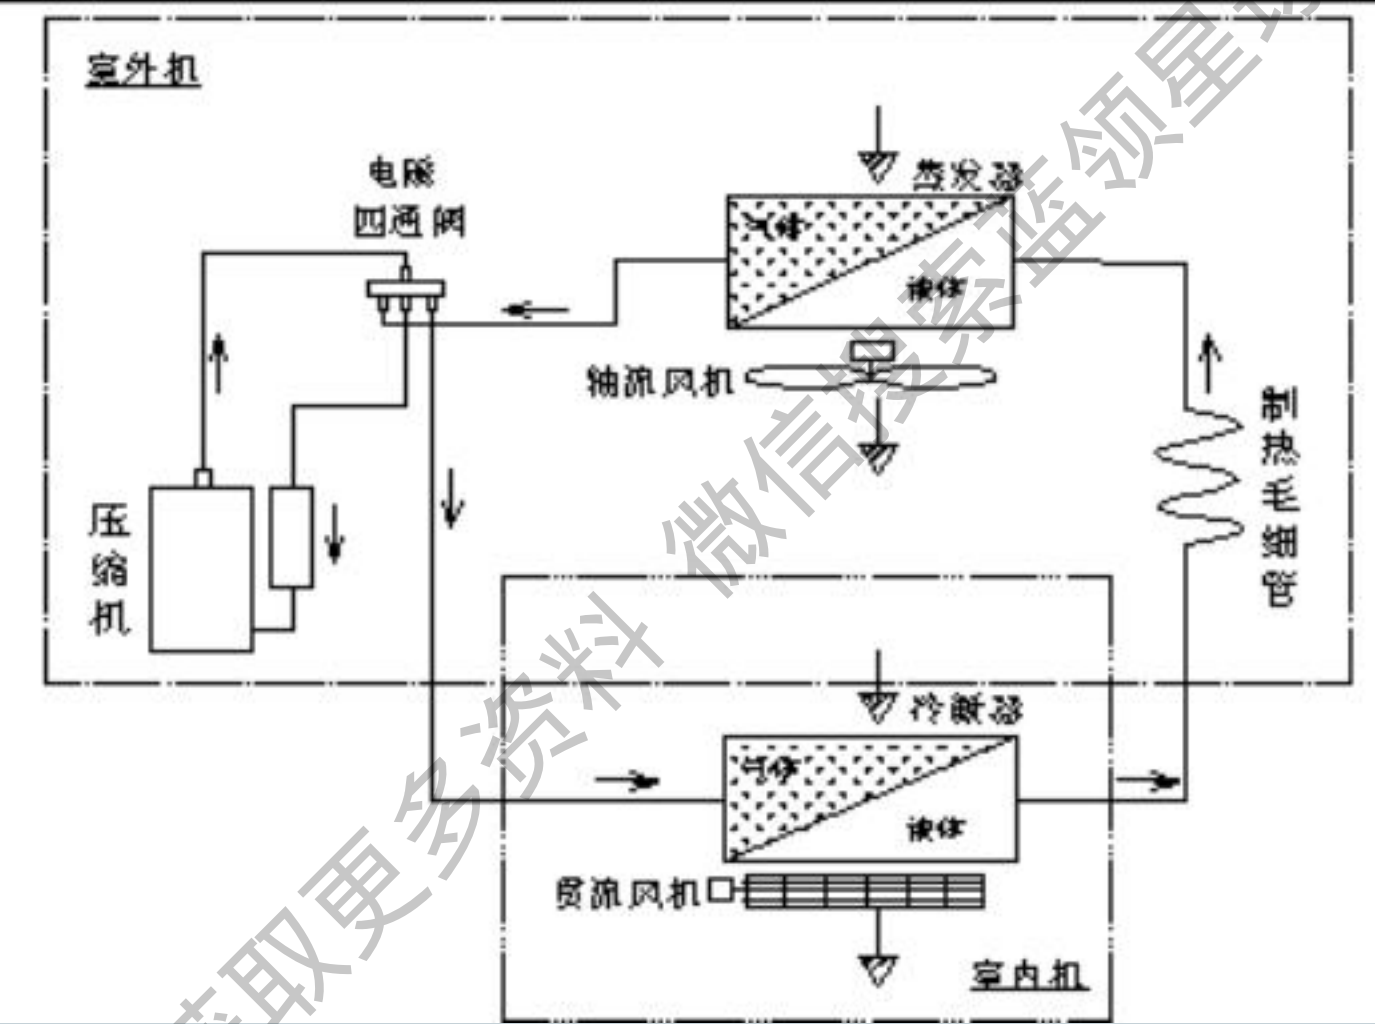 室外机
电磁
四通阀
蒸发器
气体
液体
轴流风机
制热毛细管
压缩机
冷凝器
气体
液体
贯流风机
室内机
获取更多资料 微信搜索蓝领星球